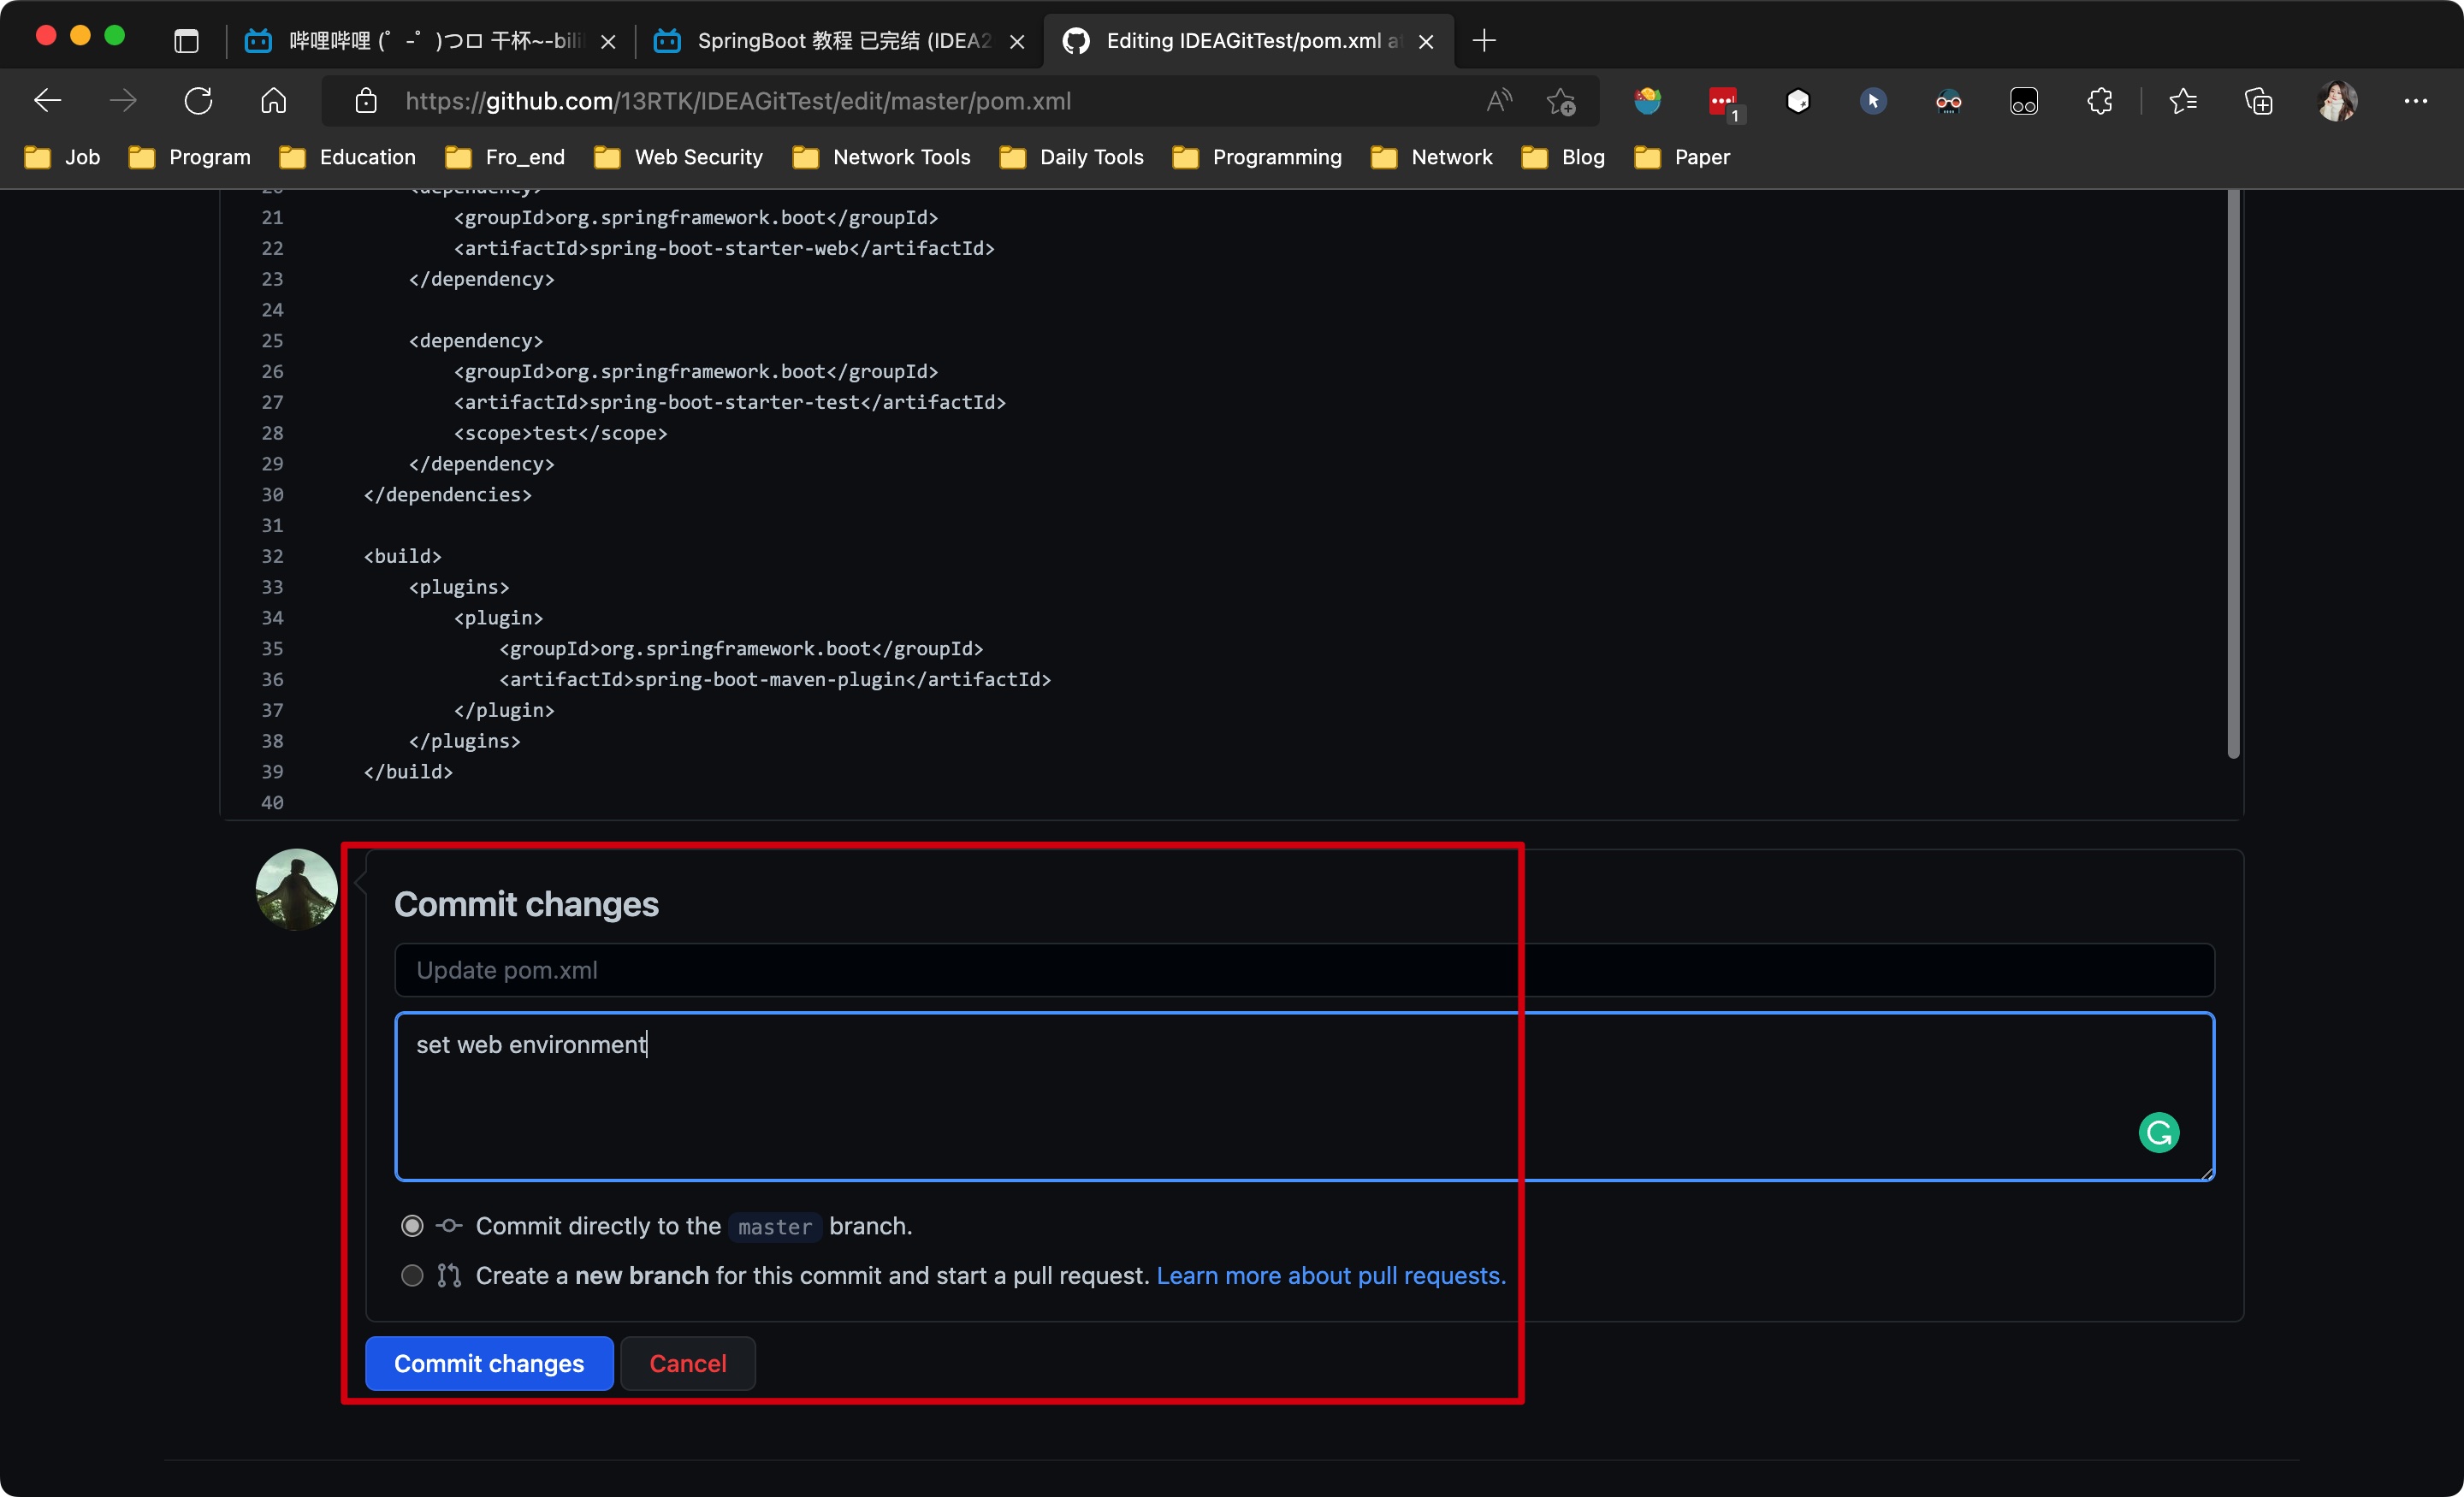 哔哩哔哩 (゜-゜)つロ 干杯~-bili
SpringBoot 教程 已完结 (IDEA2
Editing IDEAGitTest/pom.xml at
https://github.com/13RTK/IDEAGitTest/edit/master/pom.xml
1
Job Program Education Fro_end Web Security Network Tools Daily Tools Programming Network Blog Paper
20 <dependency>
21 <groupId>org.springframework.boot</groupId>
22 <artifactId>spring-boot-starter-web</artifactId>
23 </dependency>
24
25 <dependency>
26 <groupId>org.springframework.boot</groupId>
27 <artifactId>spring-boot-starter-test</artifactId>
28 <scope>test</scope>
29 </dependency>
30 </dependencies>
31
32 <build>
33 <plugins>
34 <plugin>
35 <groupId>org.springframework.boot</groupId>
36 <artifactId>spring-boot-maven-plugin</artifactId>
37 </plugin>
38 </plugins>
39 </build>
40
Commit changes
Update pom.xml
set web environment
Commit directly to the master branch.
Create a new branch for this commit and start a pull request. Learn more about pull requests.
Commit changes Cancel